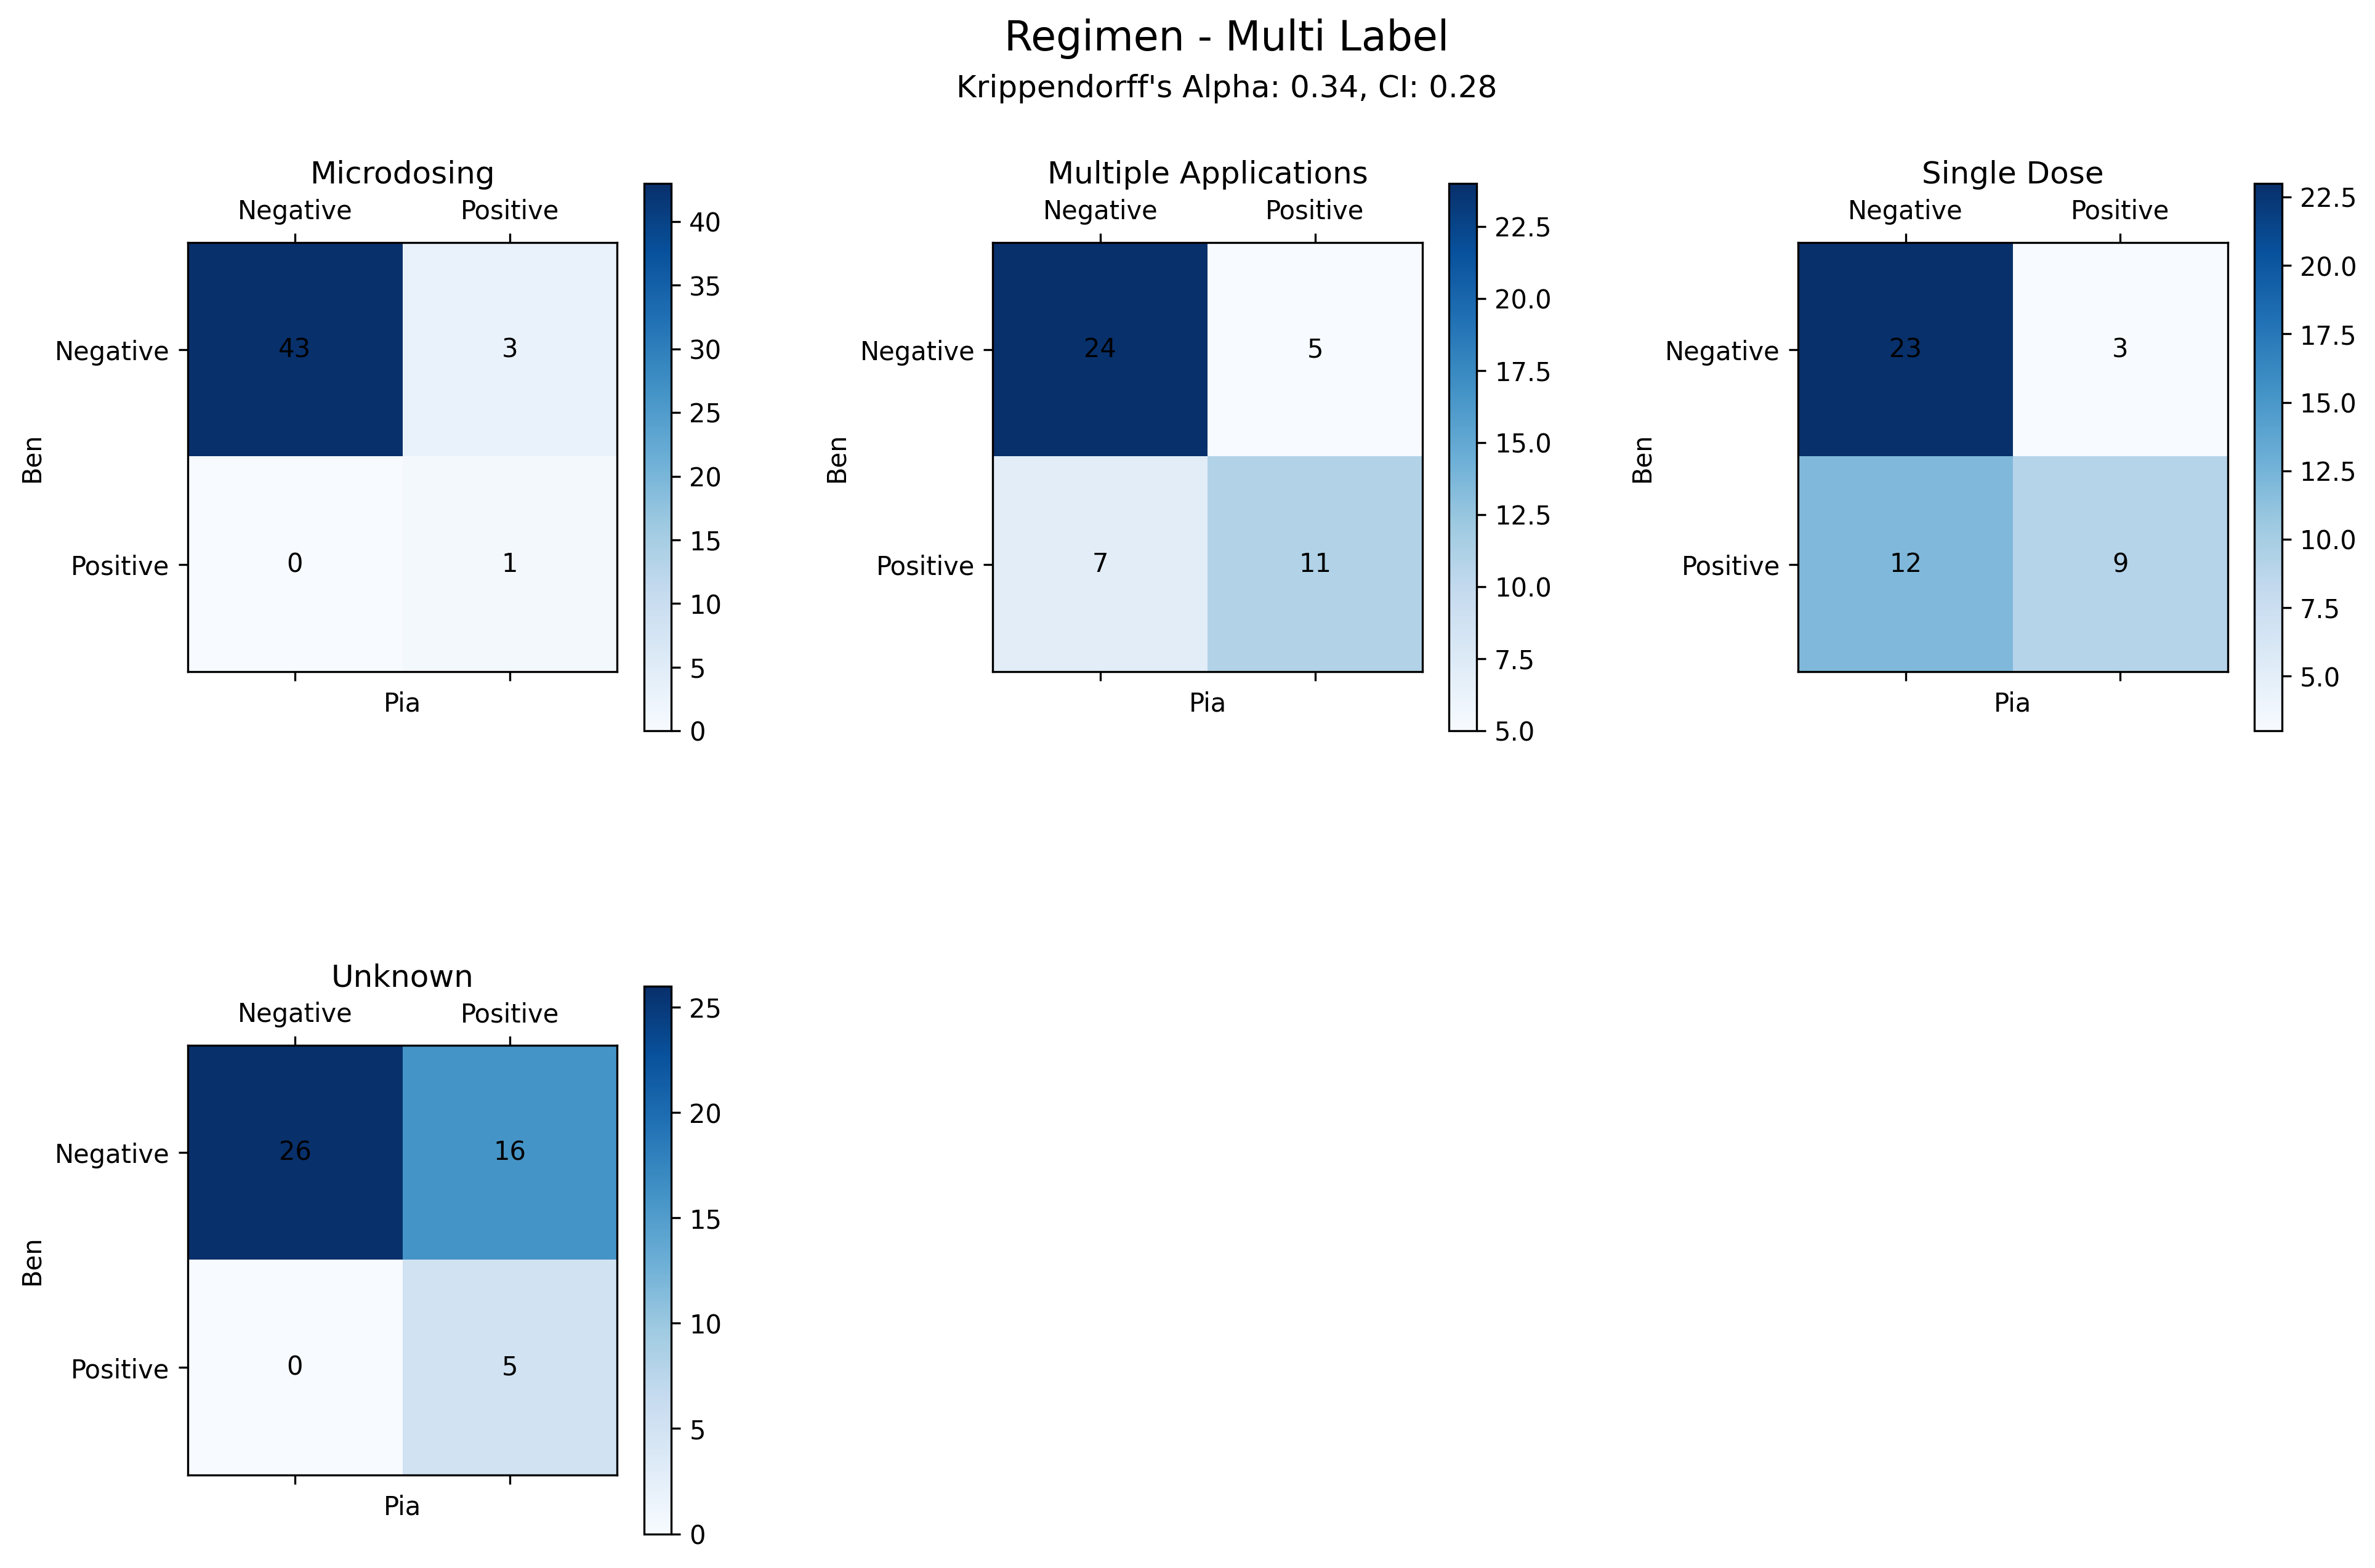 Regimen - Multi Label
Krippendorff's Alpha: 0.34, CI: 0.28
Microdosing
Negative Positive
Negative 43 3
Positive 0 1
Ben
Pia
40
35
30
25
20
15
10
5
0
Multiple Applications
Negative Positive
Negative 24 5
Positive 7 11
Ben
Pia
22.5
20.0
17.5
15.0
12.5
10.0
7.5
5.0
Single Dose
Negative Positive
Negative 23 3
Positive 12 9
Ben
Pia
22.5
20.0
17.5
15.0
12.5
10.0
7.5
5.0
Unknown
Negative Positive
Negative 26 16
Positive 0 5
Ben
Pia
25
20
15
10
5
0